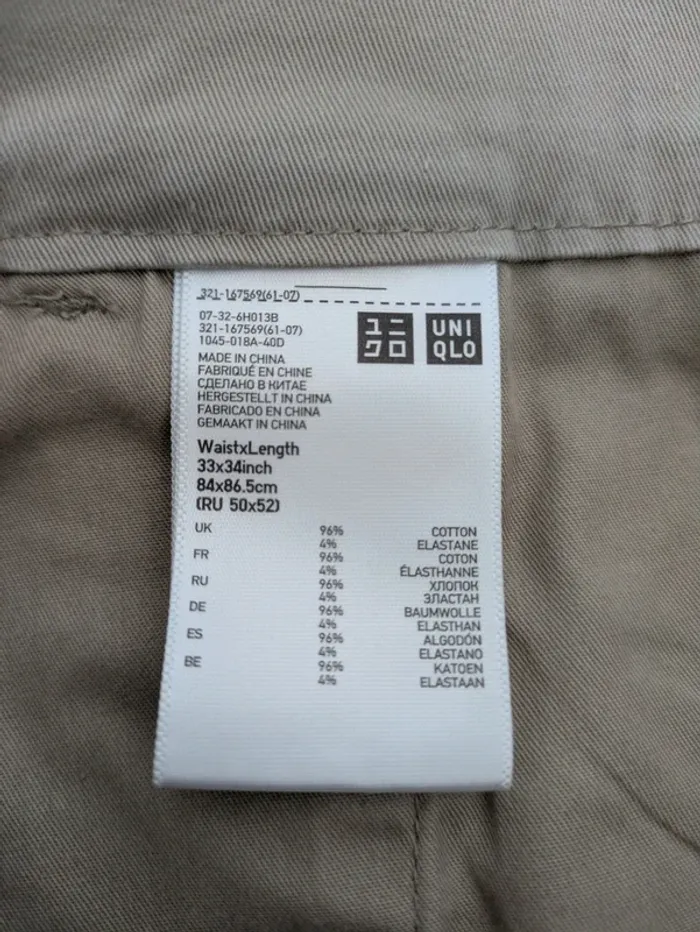 321-167569(61-07)
07-32-6H013B
321-167569(61-07)
1045-018A-40D
ユニ
クロ
UNI
QLO
MADE IN CHINA
FABRIQUÉ EN CHINE
СДЕЛАНО В КИТАЕ
HERGESTELLT IN CHINA
FABRICADO EN CHINA
GEMAAKT IN CHINA
WaistxLength
33x34inch
84x86.5cm
(RU 50x52)
UK 96% COTTON
4% ELASTANE
FR 96% COTON
4% ÉLASTHANNE
RU 96% ХЛОПОК
4% ЭЛАСТАН
DE 96% BAUMWOLLE
4% ELASTHAN
ES 96% ALGODÓN
4% ELASTANO
BE 96% KATOEN
4% ELASTAAN